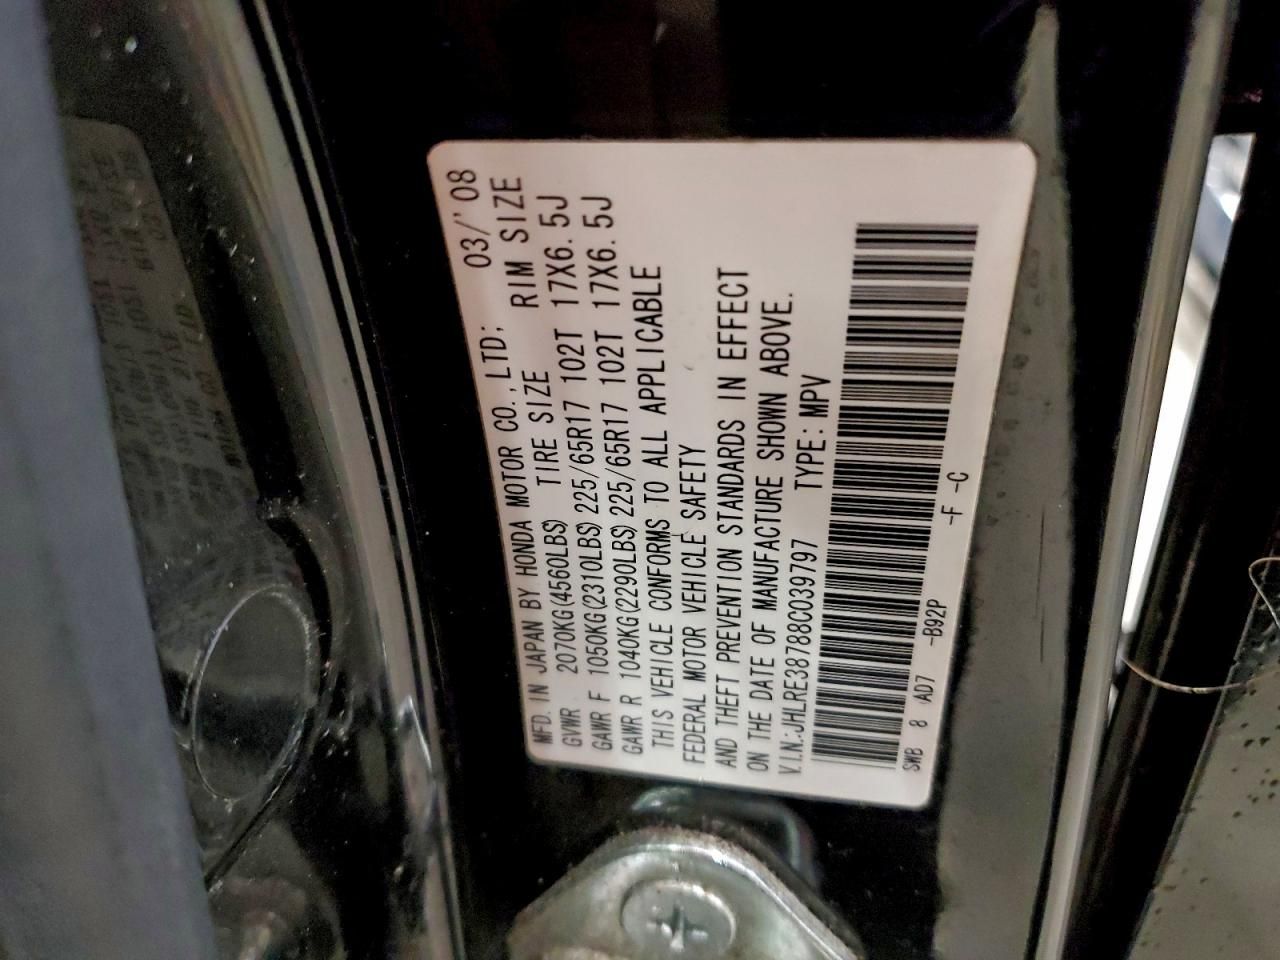 MFD. IN JAPAN BY HONDA MOTOR CO., LTD; 03/'08
GVWR 2070KG(4560LBS) TIRE SIZE RIM SIZE
GAWR F 1050KG(2310LBS) 225/65R17 102T 17X6.5J
GAWR R 1040KG(2290LBS) 225/65R17 102T 17X6.5J
THIS VEHICLE CONFORMS TO ALL APPLICABLE
FEDERAL MOTOR VEHICLE SAFETY
AND THEFT PREVENTION STANDARDS IN EFFECT
ON THE DATE OF MANUFACTURE SHOWN ABOVE.
V.I.N.:JHLRE38788C039797 TYPE: MPV
SWB 8 AD7 -B92P -F -C